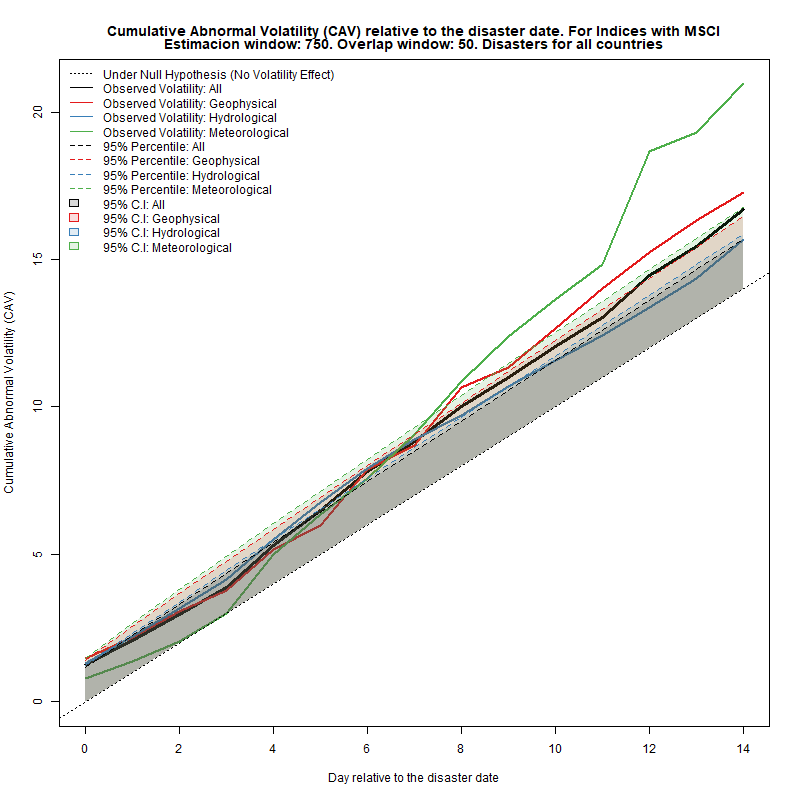 Cumulative Abnormal Volatility (CAV) relative to the disaster date. For Indices with MSCI
Estimacion window: 750. Overlap window: 50. Disasters for all countries
Under Null Hypothesis (No Volatility Effect)
Observed Volatility: All
Observed Volatility: Geophysical
Observed Volatility: Hydrological
Observed Volatility: Meteorological
95% Percentile: All
95% Percentile: Geophysical
95% Percentile: Hydrological
95% Percentile: Meteorological
95% C.I: All
95% C.I: Geophysical
95% C.I: Hydrological
95% C.I: Meteorological
Cumulative Abnormal Volatility (CAV)
20
15
10
5
0
0 2 4 6 8 10 12 14
Day relative to the disaster date